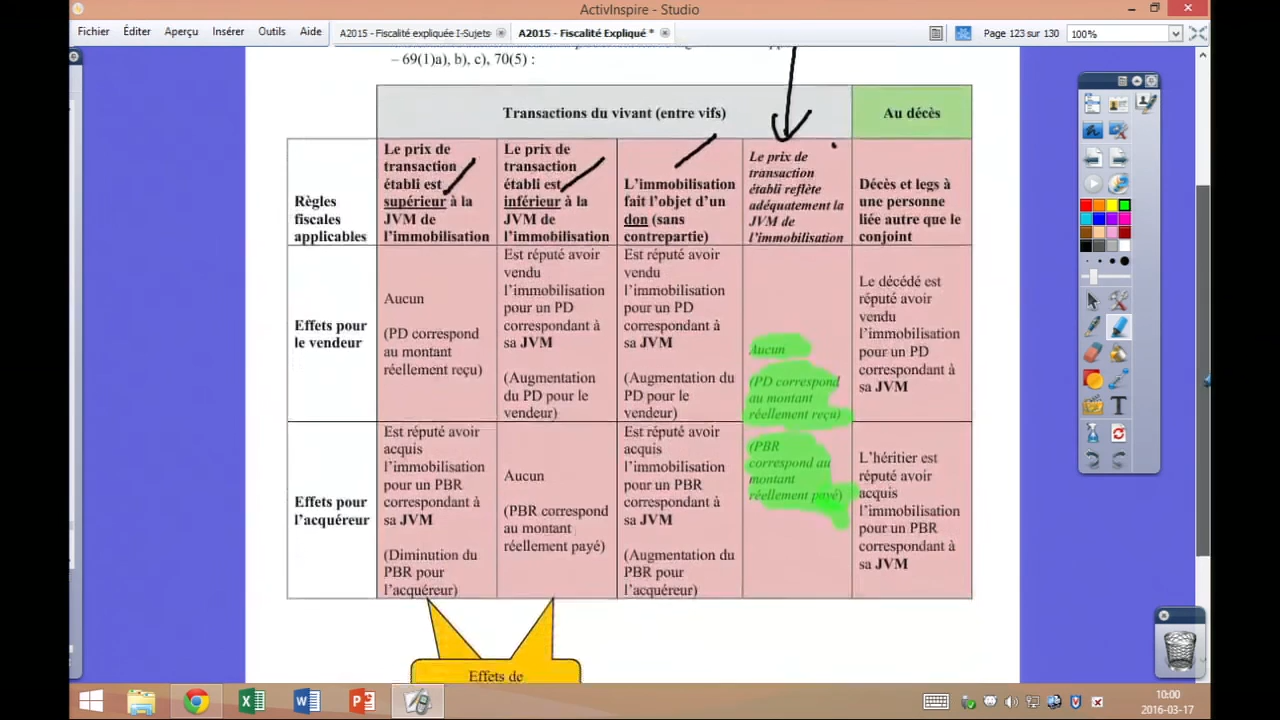 ActivInspire - Studio
Fichier Éditer Aperçu Insérer Outils Aide
A2015 - Fiscalité expliquée I-Sujets
A2015 - Fiscalité Expliqué *
Page 123 sur 130
100%
– 69(1)a), b), c), 70(5) :
Transactions du vivant (entre vifs)
Au décès
Règles
fiscales
applicables
Le prix de
transaction
établi est
supérieur à la
JVM de
l’immobilisation
Le prix de
transaction
établi est
inférieur à la
JVM de
l’immobilisation
L’immobilisation
fait l’objet d’un
don (sans
contrepartie)
Le prix de
transaction
établi reflète
adéquatement la
JVM de
l’immobilisation
Décès et legs à
une personne
liée autre que le
conjoint
Effets pour
le vendeur
Aucun
(PD correspond
au montant
réellement reçu)
Est réputé avoir
vendu
l’immobilisation
pour un PD
correspondant à
sa JVM
(Augmentation
du PD pour le
vendeur)
Est réputé avoir
vendu
l’immobilisation
pour un PD
correspondant à
sa JVM
(Augmentation du
PD pour le
vendeur)
Aucun
(PD correspond
au montant
réellement reçu)
Le décédé est
réputé avoir
vendu
l’immobilisation
pour un PD
correspondant à
sa JVM
Effets pour
l’acquéreur
Est réputé avoir
acquis
l’immobilisation
pour un PBR
correspondant à
sa JVM
(Diminution du
PBR pour
l’acquéreur)
Aucun
(PBR correspond
au montant
réellement payé)
Est réputé avoir
acquis
l’immobilisation
pour un PBR
correspondant à
sa JVM
(Augmentation du
PBR pour
l’acquéreur)
(PBR
correspond au
montant
réellement payé)
L’héritier est
réputé avoir
acquis
l’immobilisation
pour un PBR
correspondant à
sa JVM
Effets de
10:00
2016-03-17